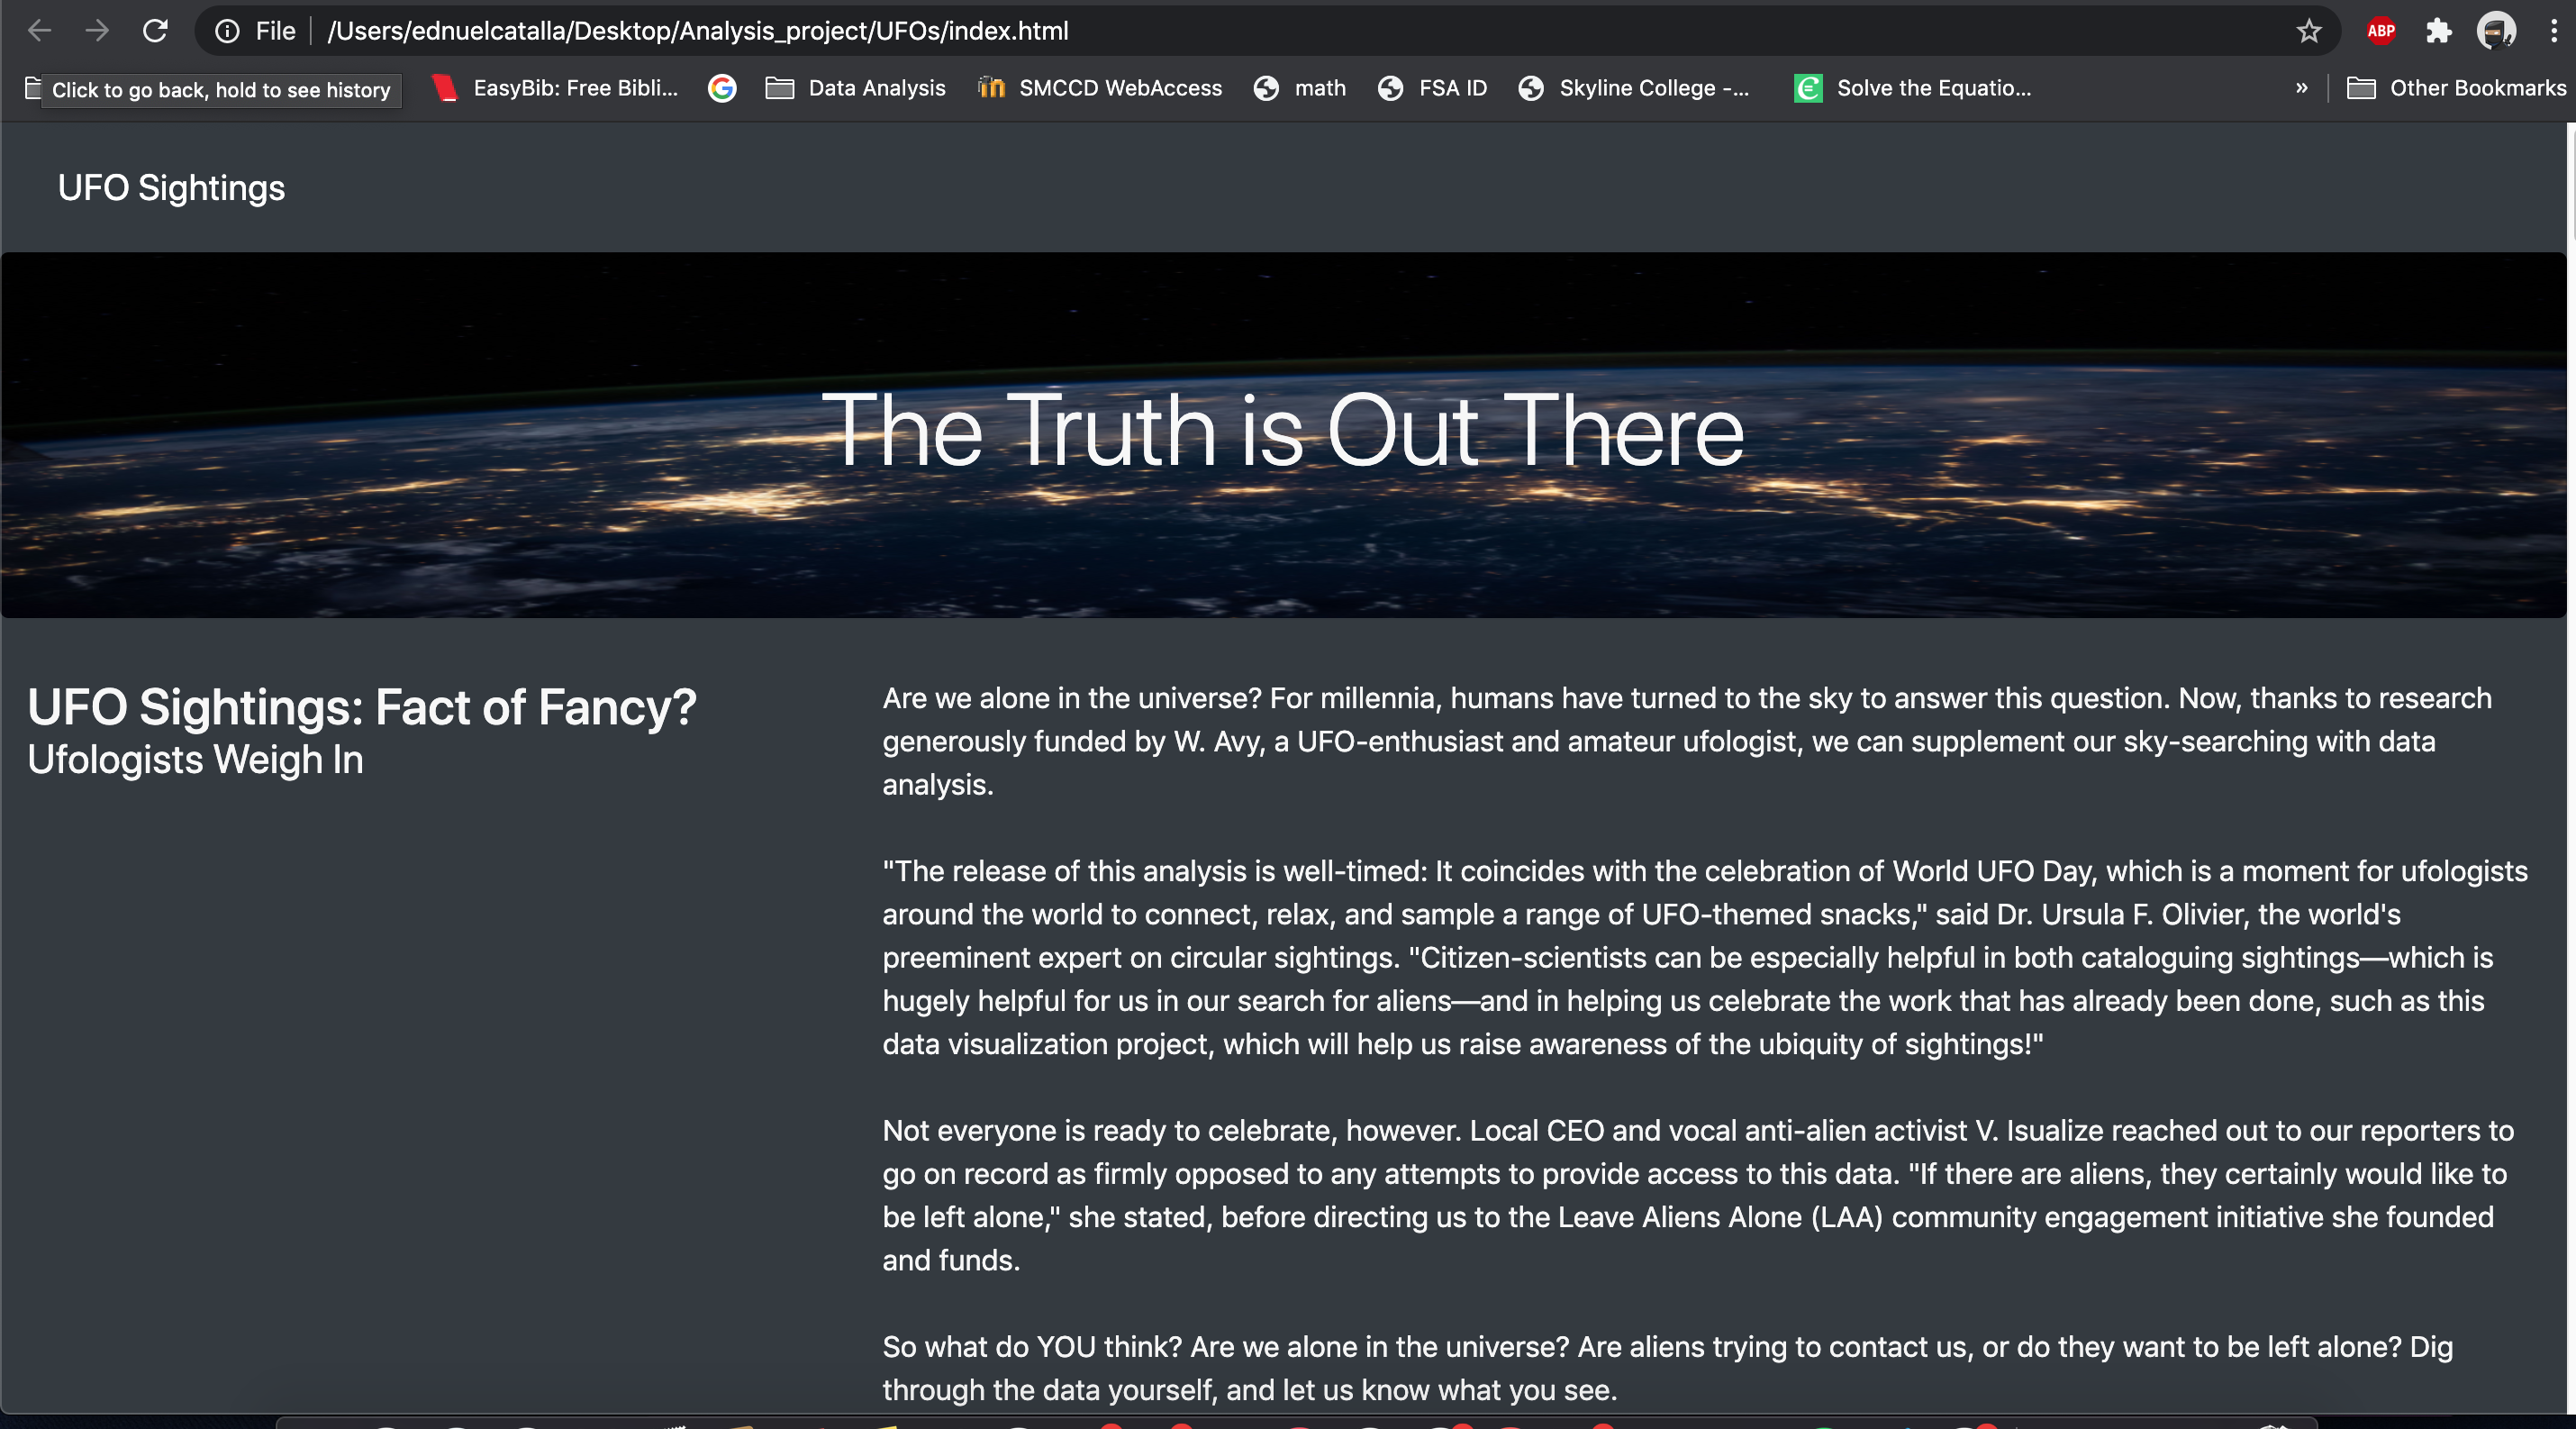 File /Users/ednuelcatalla/Desktop/Analysis_project/UFOs/index.html
ABP
Click to go back, hold to see history
EasyBib: Free Bibli...
Data Analysis
SMCCD WebAccess
math
FSA ID
Skyline College -...
Solve the Equatio...
»
Other Bookmarks
UFO Sightings
The Truth is Out There
UFO Sightings: Fact of Fancy?
Ufologists Weigh In
Are we alone in the universe? For millennia, humans have turned to the sky to answer this question. Now, thanks to research
generously funded by W. Avy, a UFO-enthusiast and amateur ufologist, we can supplement our sky-searching with data
analysis.
"The release of this analysis is well-timed: It coincides with the celebration of World UFO Day, which is a moment for ufologists
around the world to connect, relax, and sample a range of UFO-themed snacks," said Dr. Ursula F. Olivier, the world's
preeminent expert on circular sightings. "Citizen-scientists can be especially helpful in both cataloguing sightings—which is
hugely helpful for us in our search for aliens—and in helping us celebrate the work that has already been done, such as this
data visualization project, which will help us raise awareness of the ubiquity of sightings!"
Not everyone is ready to celebrate, however. Local CEO and vocal anti-alien activist V. Isualize reached out to our reporters to
go on record as firmly opposed to any attempts to provide access to this data. "If there are aliens, they certainly would like to
be left alone," she stated, before directing us to the Leave Aliens Alone (LAA) community engagement initiative she founded
and funds.
So what do YOU think? Are we alone in the universe? Are aliens trying to contact us, or do they want to be left alone? Dig
through the data yourself, and let us know what you see.